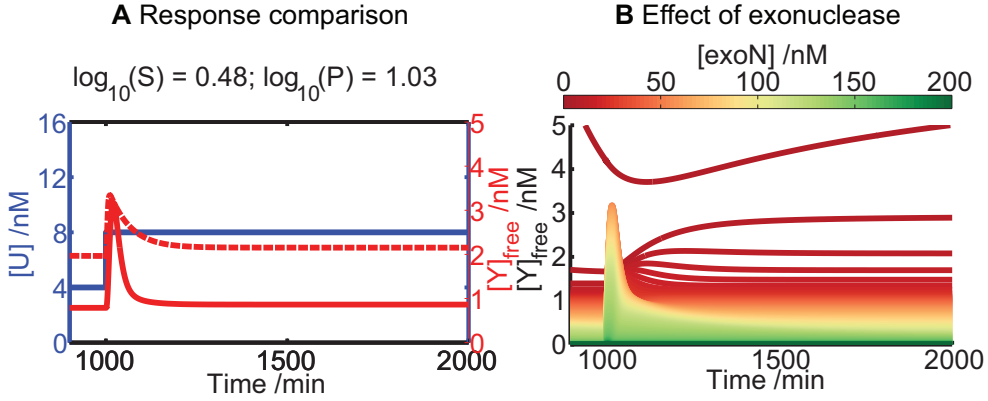 A Response comparison
log10(S) = 0.48; log10(P) = 1.03
16
12
8
4
0
[U] /nM
5
4
3
2
1
0
[Y]free /nM
1000 1500 2000
Time /min
B Effect of exonuclease
[exoN] /nM
0 50 100 150 200
5
4
3
2
1
0
[Y]free /nM
1000 1500 2000
Time /min